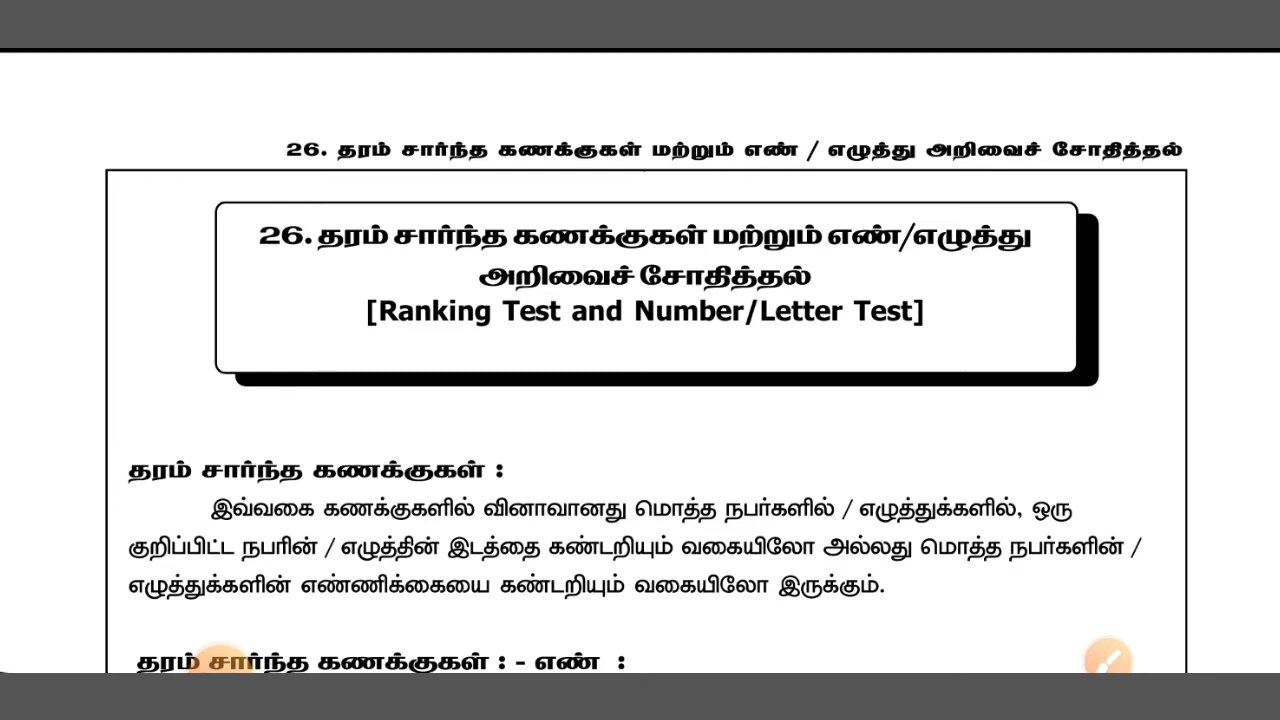 26. தரம் சார்ந்த கணக்குகள் மற்றும் எண் / எழுத்து அறிவைச் சோதித்தல்
26. தரம் சார்ந்த கணக்குகள் மற்றும் எண்/எழுத்து
அறிவைச் சோதித்தல்
[Ranking Test and Number/Letter Test]
தரம் சார்ந்த கணக்குகள் :
இவ்வகை கணக்குகளில் வினாவானது மொத்த நபர்களில் / எழுத்துக்களில், ஒரு
குறிப்பிட்ட நபரின் / எழுத்தின் இடத்தை கண்டறியும் வகையிலோ அல்லது மொத்த நபர்களின் /
எழுத்துக்களின் எண்ணிக்கையை கண்டறியும் வகையிலோ இருக்கும்.
தரம் சார்ந்த கணக்குகள் : - எண் :